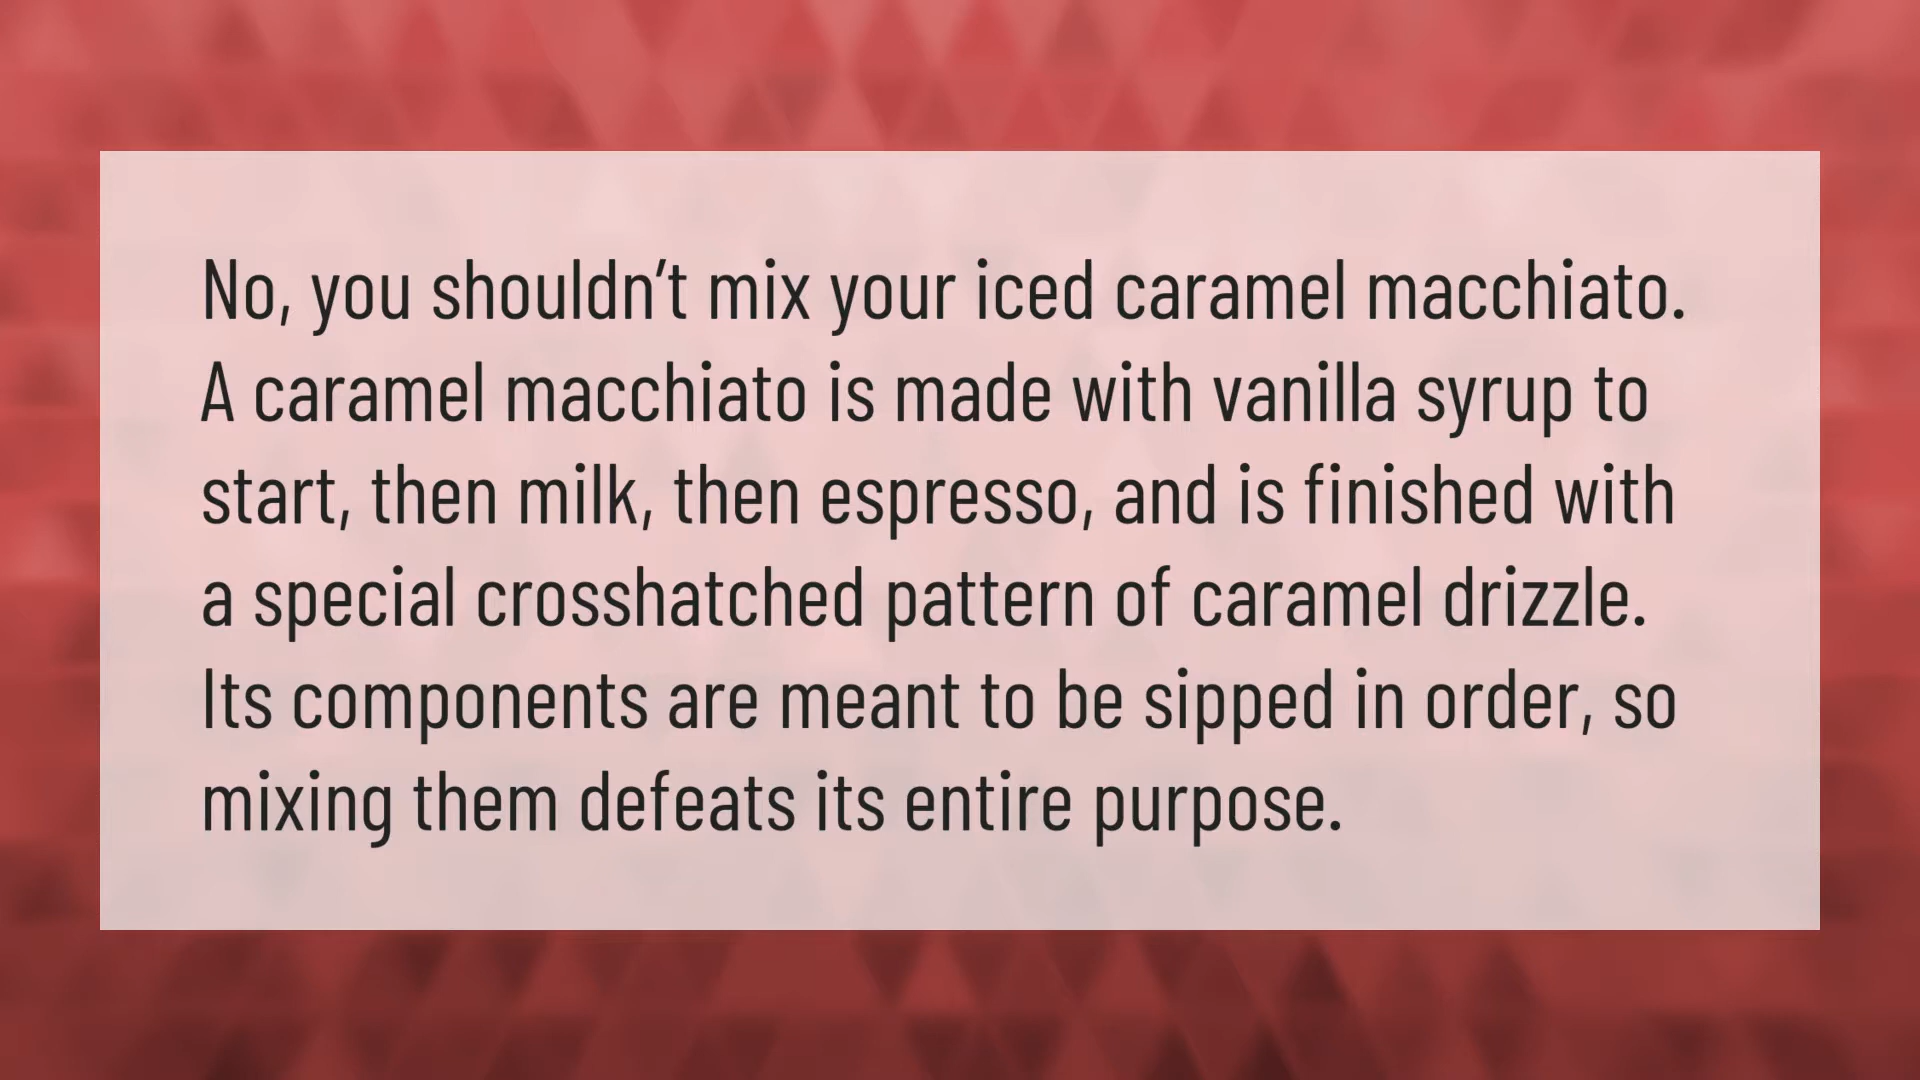 No, you shouldn’t mix your iced caramel macchiato.
A caramel macchiato is made with vanilla syrup to
start, then milk, then espresso, and is finished with
a special crosshatched pattern of caramel drizzle.
Its components are meant to be sipped in order, so
mixing them defeats its entire purpose.